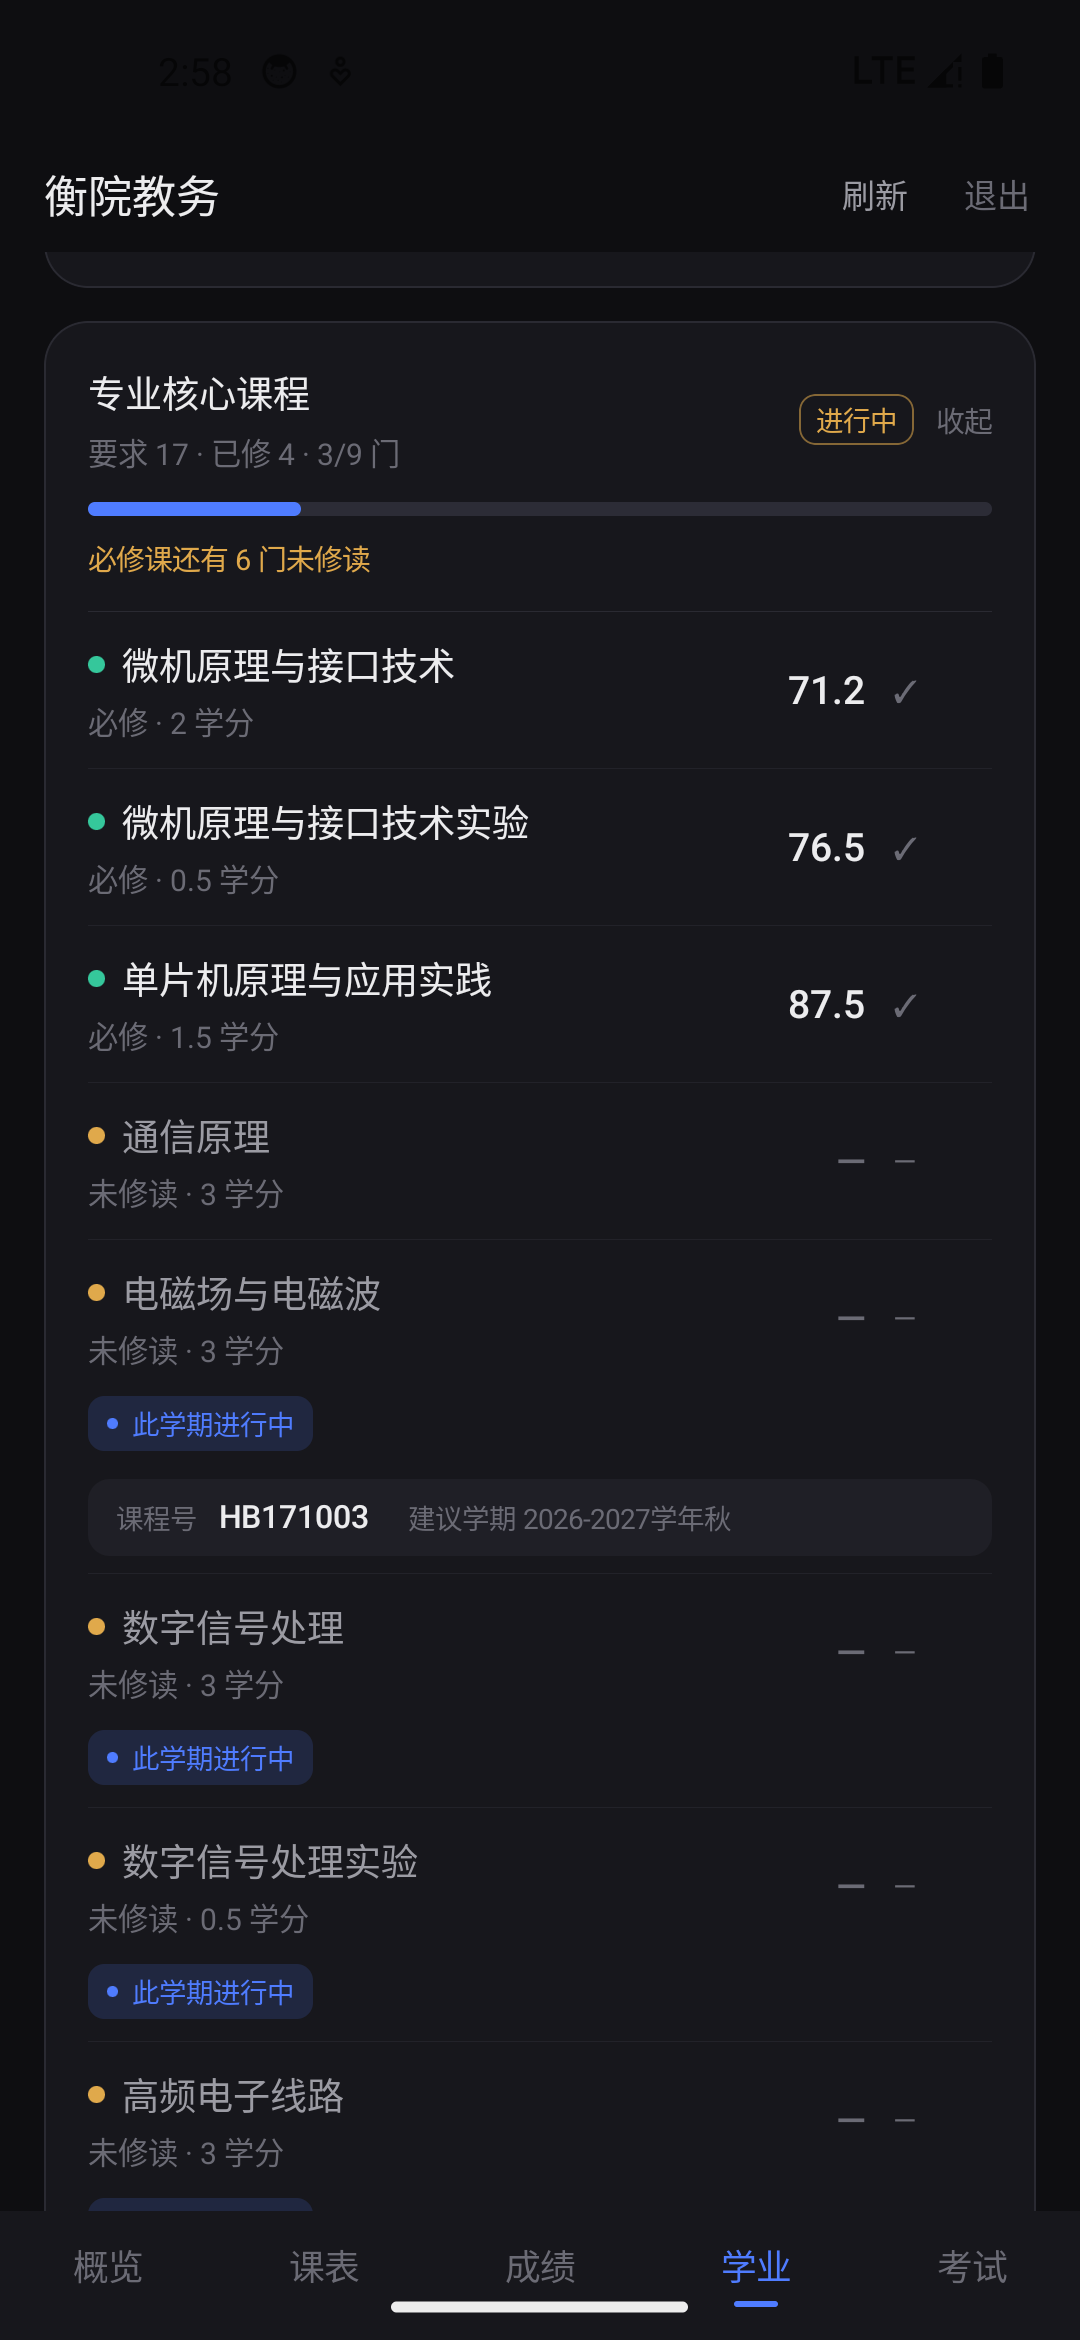 2:58 LTE
衡院教务 刷新 退出
专业核心课程
进行中 收起
要求 17 · 已修 4 · 3/9 门
必修课还有 6 门未修读
微机原理与接口技术
71.2 ✓
必修 · 2 学分
微机原理与接口技术实验
76.5 ✓
必修 · 0.5 学分
单片机原理与应用实践
87.5 ✓
必修 · 1.5 学分
通信原理
— –
未修读 · 3 学分
电磁场与电磁波
— –
未修读 · 3 学分
此学期进行中
课程号 HB171003 建议学期 2026-2027学年秋
数字信号处理
— –
未修读 · 3 学分
此学期进行中
数字信号处理实验
— –
未修读 · 0.5 学分
此学期进行中
高频电子线路
— –
未修读 · 3 学分
概览 课表 成绩 学业 考试